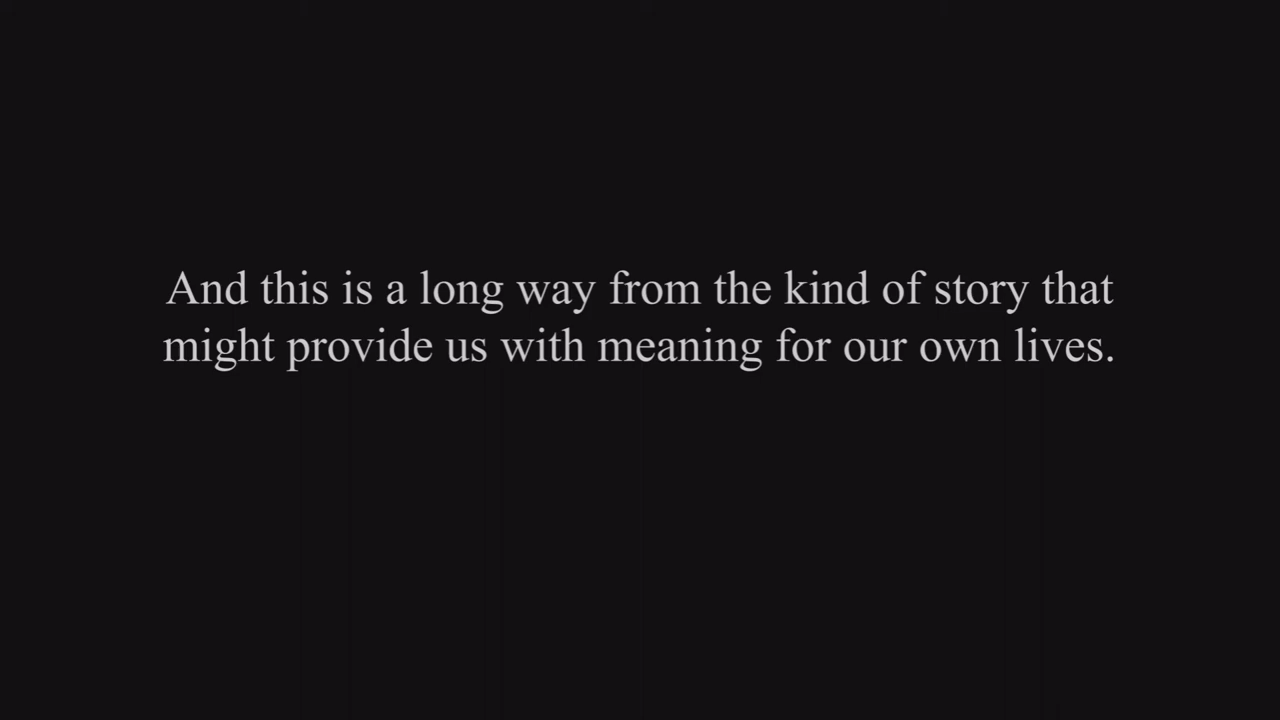 And this is a long way from the kind of story that
might provide us with meaning for our own lives.